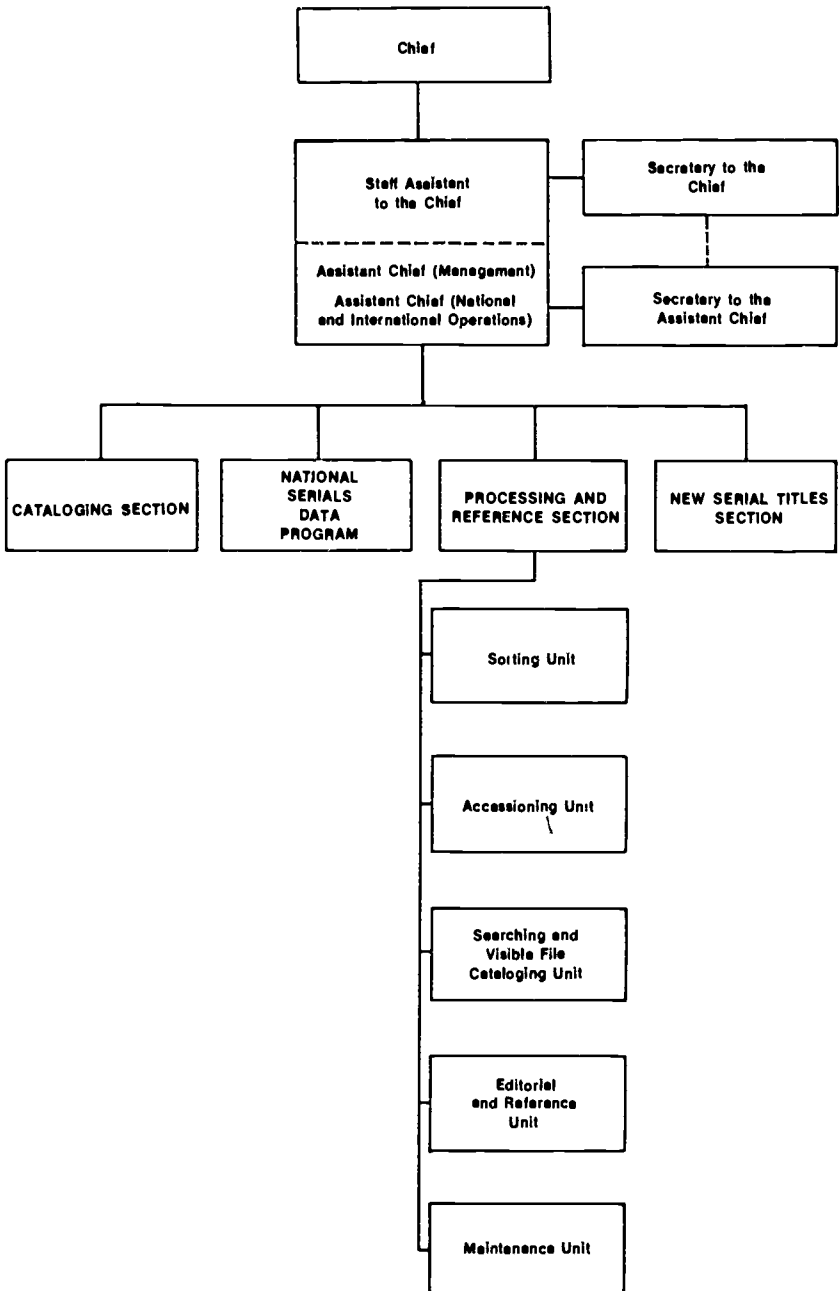 Chief
Staff Assistant
to the Chief
Secretary to the
Chief
Assistant Chief (Management)
Assistant Chief (National
and International Operations)
Secretary to the
Assistant Chief
CATALOGING SECTION
NATIONAL
SERIALS
DATA
PROGRAM
PROCESSING AND
REFERENCE SECTION
NEW SERIAL TITLES
SECTION
Sorting Unit
Accessioning Unit
Searching and
Visible File
Cataloging Unit
Editorial
and Reference
Unit
Maintenance Unit